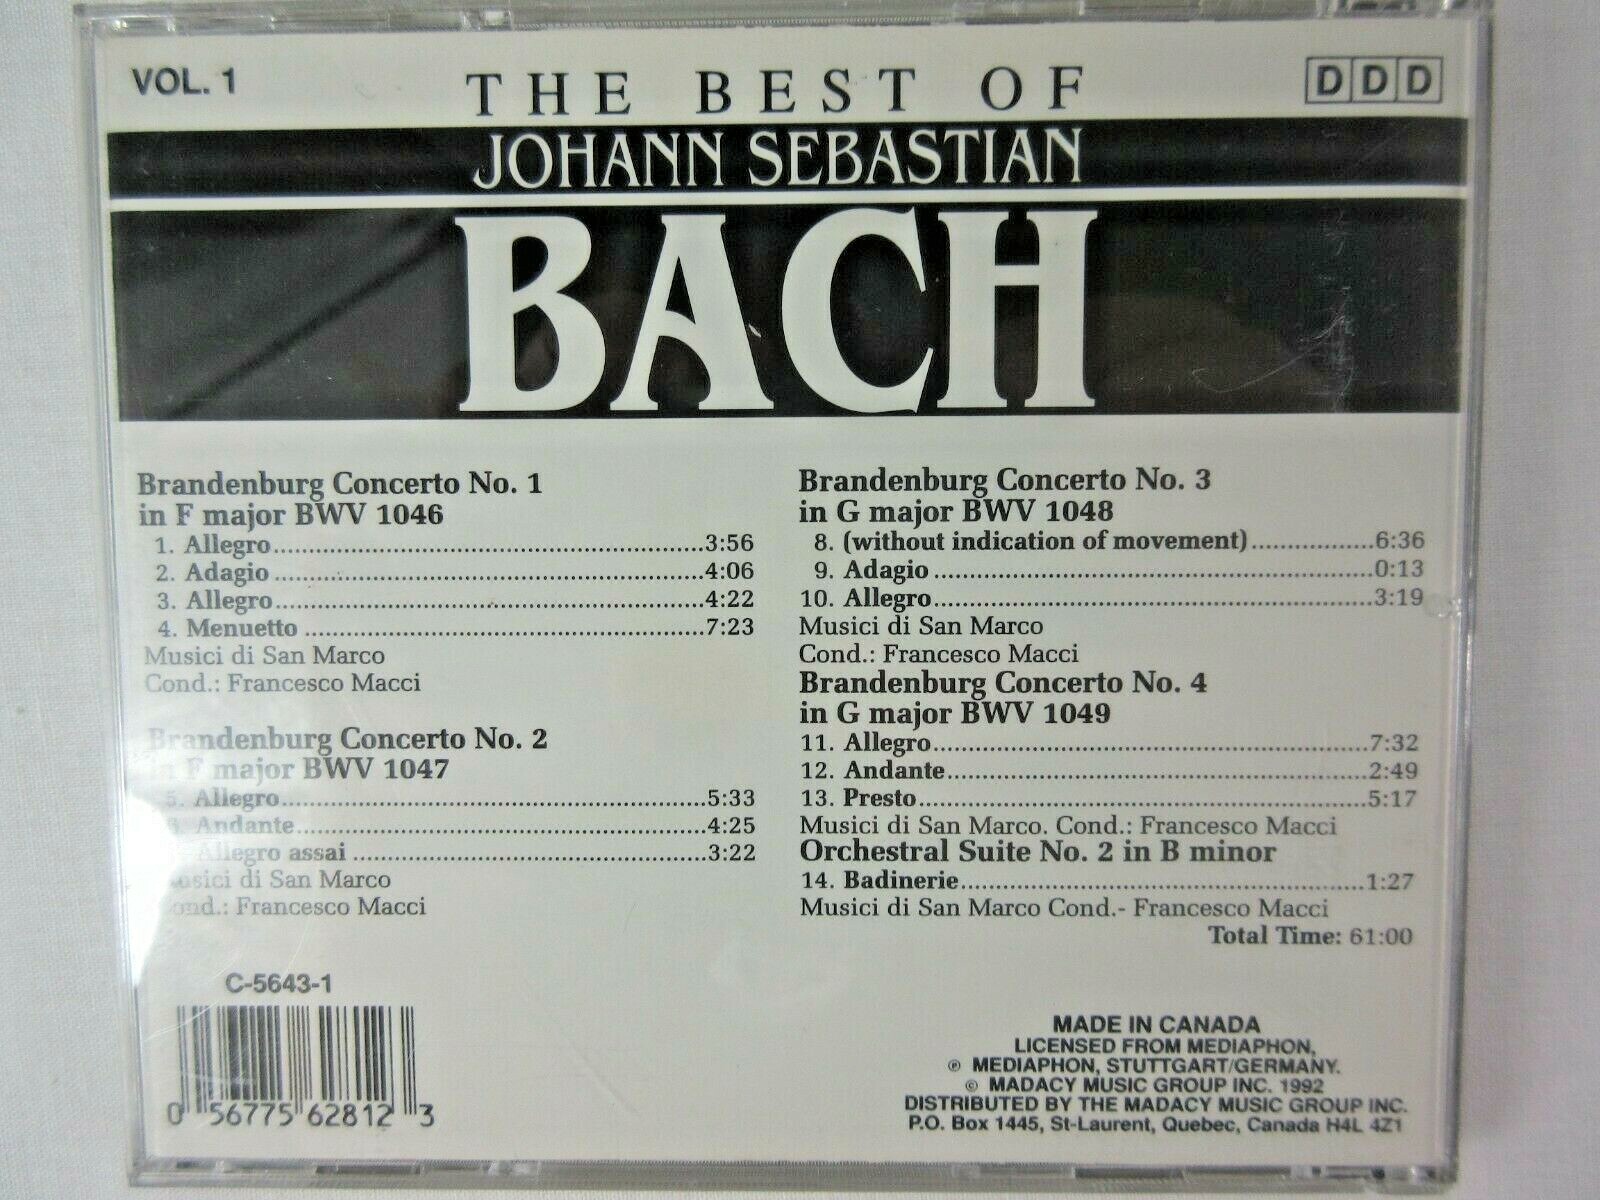 VOL. 1
THE BEST OF
DDD
JOHANN SEBASTIAN
BACH
Brandenburg Concerto No. 1
in F major BWV 1046
1. Allegro.....3:56
2. Adagio.....4:06
3. Allegro.....4:22
4. Menuetto.....7:23
Musici di San Marco
Cond.: Francesco Macci
Brandenburg Concerto No. 2
in F major BWV 1047
5. Allegro.....5:33
6. Andante.....4:25
Allegro assai.....3:22
Musici di San Marco
Cond.: Francesco Macci
Brandenburg Concerto No. 3
in G major BWV 1048
8. (without indication of movement).....6:36
9. Adagio.....0:13
10. Allegro.....3:19
Musici di San Marco
Cond.: Francesco Macci
Brandenburg Concerto No. 4
in G major BWV 1049
11. Allegro.....7:32
12. Andante.....2:49
13. Presto.....5:17
Musici di San Marco. Cond.: Francesco Macci
Orchestral Suite No. 2 in B minor
14. Badinerie.....1:27
Musici di San Marco Cond.- Francesco Macci
Total Time: 61:00
C-5643-1
0 56775 62812 3
MADE IN CANADA
LICENSED FROM MEDIAPHON,
℗ MEDIAPHON, STUTTGART/GERMANY.
© MADACY MUSIC GROUP INC. 1992
DISTRIBUTED BY THE MADACY MUSIC GROUP INC.
P.O. Box 1445, St-Laurent, Quebec, Canada H4L 4Z1